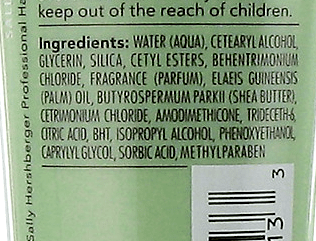 keep out of the reach of children.
Ingredients: WATER (AQUA), CETEARYL ALCOHOL,
GLYCERIN, SILICA, CETYL ESTERS, BEHENTRIMONIUM
CHLORIDE, FRAGRANCE (PARFUM), ELAEIS GUINEENSIS
(PALM) OIL, BUTYROSPERMUM PARKII (SHEA BUTTER),
CETRIMONIUM CHLORIDE, AMODIMETHICONE, TRIDECETH-6,
CITRIC ACID, BHT, ISOPROPYL ALCOHOL, PHENOXYETHANOL,
CAPRYLYL GLYCOL, SORBIC ACID, METHYLPARABEN
Sally Hershberger Professional Ha
3
13